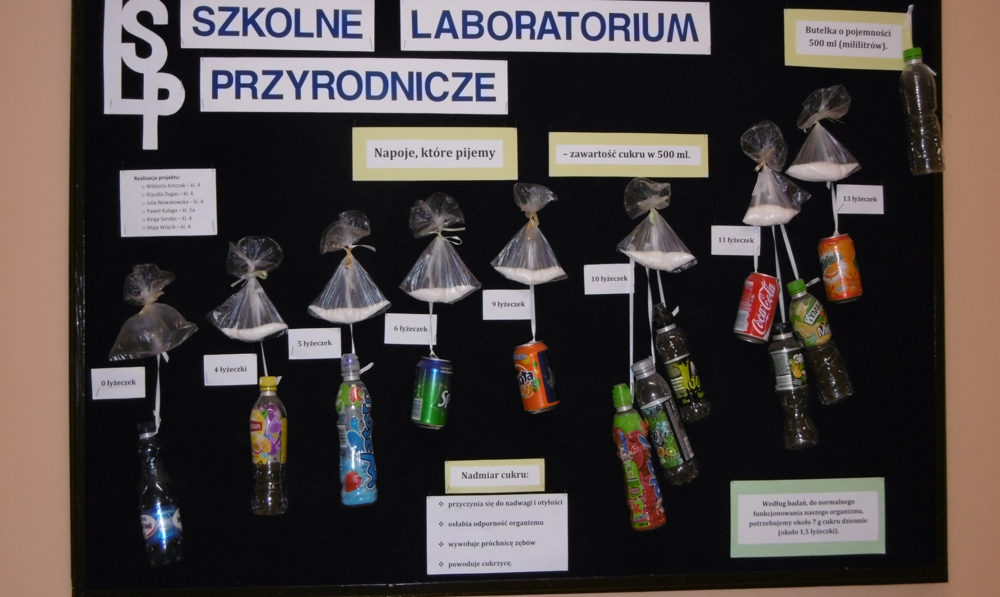 SLP
SZKOLNE LABORATORIUM
PRZYRODNICZE
Butelka o pojemności
500 ml (mililitrów).
Napoje, które pijemy
– zawartość cukru w 500 ml.
Realizacja projektu:
○ Wiktoria Antczak – kl. 4
○ Klaudia Dygas – kl. 4
○ Julia Nowakowska – kl. 4
○ Paweł Kułaga – kl. 5a
○ Kinga Sendys – kl. 4
○ Maja Wójcik – kl. 4
0 łyżeczek
4 łyżeczki
5 łyżeczek
6 łyżeczek
9 łyżeczek
10 łyżeczek
11 łyżeczek
13 łyżeczek
Coca-Cola
TYMBA
Waterrr
500 ml
Nadmiar cukru:
❖ przyczynia się do nadwagi i otyłości
❖ osłabia odporność organizmu
❖ wywołuje próchnicę zębów
❖ powoduje cukrzycę.
Według badań, do normalnego
funkcjonowania naszego organizmu,
potrzebujemy około 7 g cukru dziennie
(około 1,5 łyżeczki).